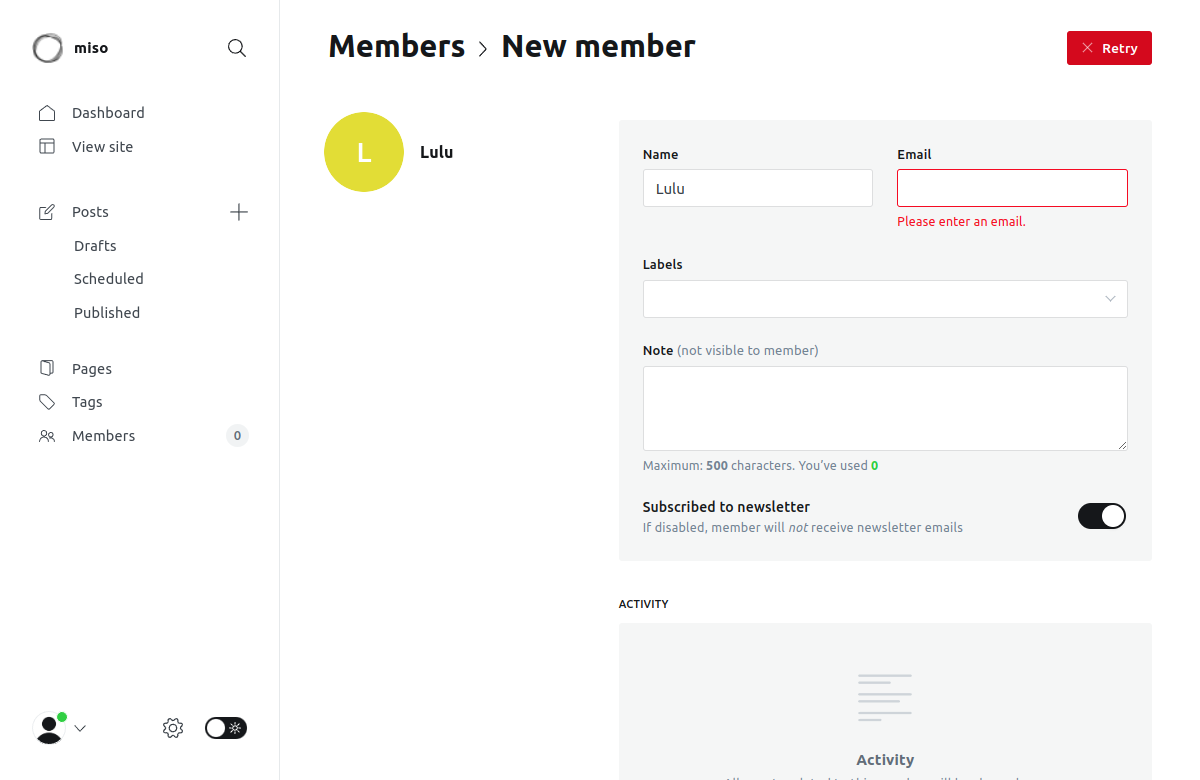 miso
Dashboard
View site
Posts
Drafts
Scheduled
Published
Pages
Tags
Members 0
Members > New member
Retry
L
Lulu
Name
Lulu
Email
Please enter an email.
Labels
Note (not visible to member)
Maximum: 500 characters. You've used 0
Subscribed to newsletter
If disabled, member will not receive newsletter emails
ACTIVITY
Activity